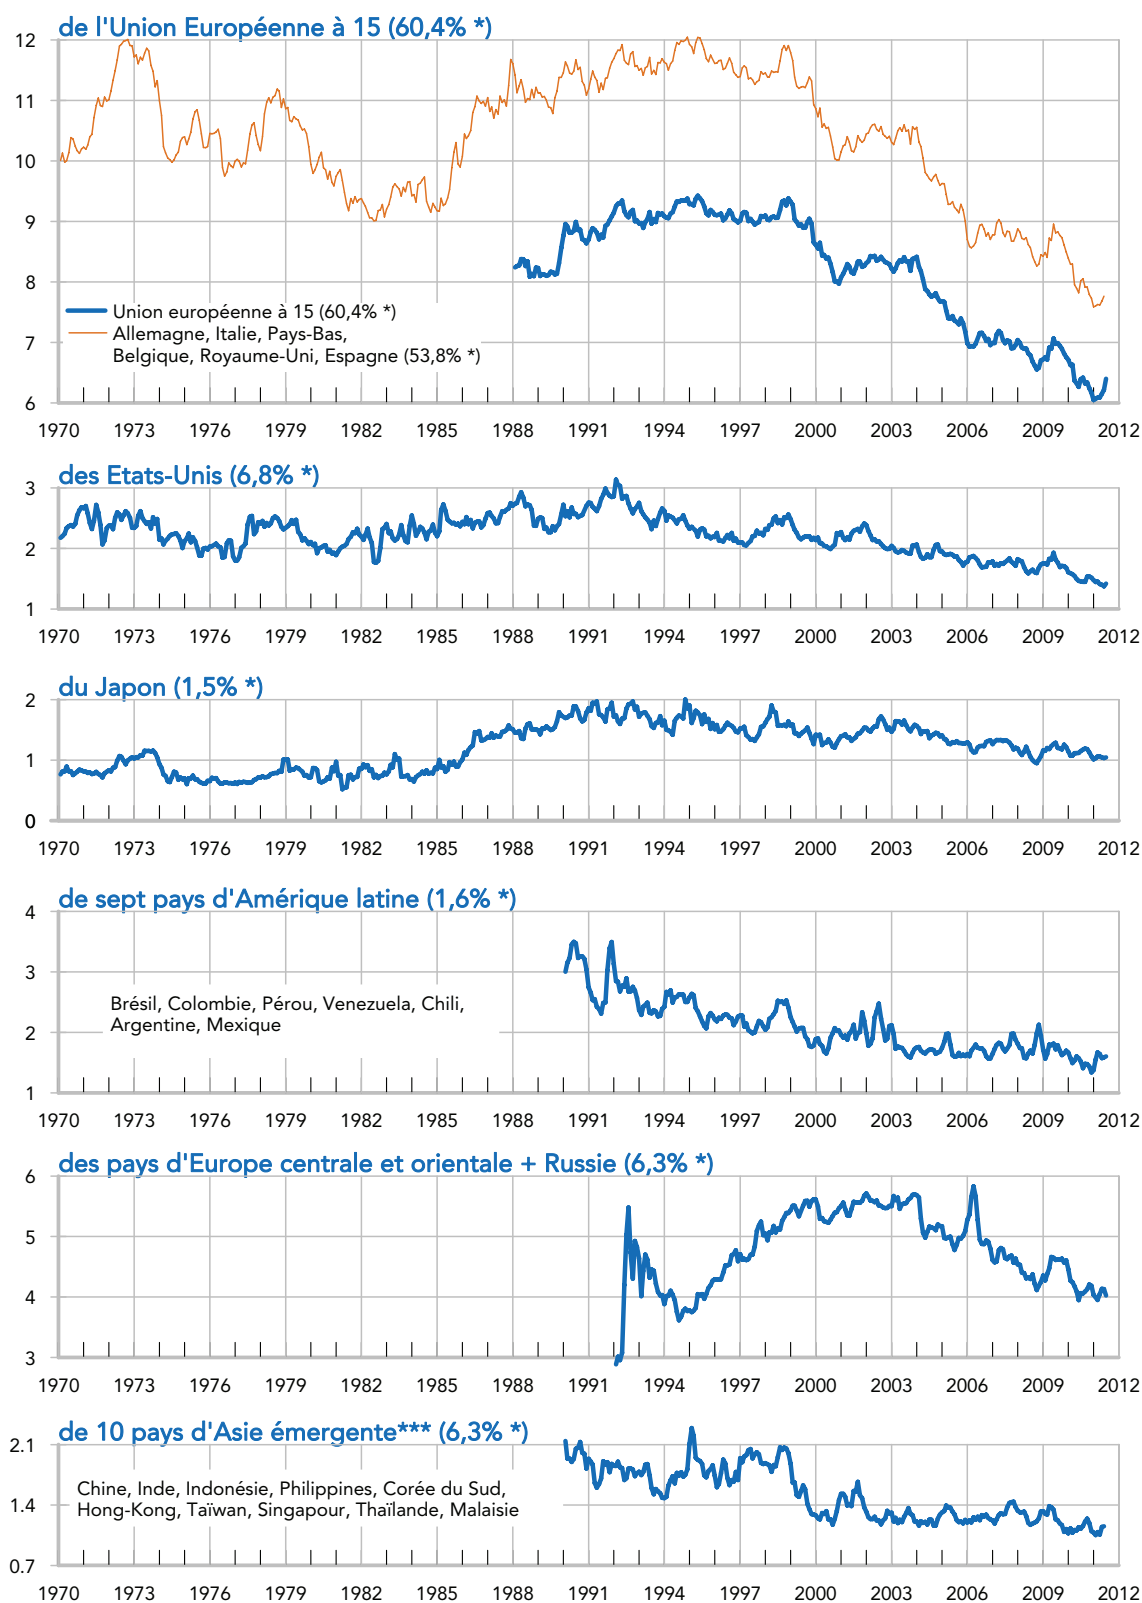 de l'Union Européenne à 15 (60,4% *)
12
11
10
9
8
7
6
Union européenne à 15 (60,4% *)
Allemagne, Italie, Pays-Bas,
Belgique, Royaume-Uni, Espagne (53,8% *)
1970 1973 1976 1979 1982 1985 1988 1991 1994 1997 2000 2003 2006 2009 2012
des Etats-Unis (6,8% *)
3
2
1
1970 1973 1976 1979 1982 1985 1988 1991 1994 1997 2000 2003 2006 2009 2012
du Japon (1,5% *)
2
1
0
1970 1973 1976 1979 1982 1985 1988 1991 1994 1997 2000 2003 2006 2009 2012
de sept pays d'Amérique latine (1,6% *)
4
3
2
1
Brésil, Colombie, Pérou, Venezuela, Chili,
Argentine, Mexique
1970 1973 1976 1979 1982 1985 1988 1991 1994 1997 2000 2003 2006 2009 2012
des pays d'Europe centrale et orientale + Russie (6,3% *)
6
5
4
3
1970 1973 1976 1979 1982 1985 1988 1991 1994 1997 2000 2003 2006 2009 2012
de 10 pays d'Asie émergente*** (6,3% *)
2.1
1.4
0.7
Chine, Inde, Indonésie, Philippines, Corée du Sud,
Hong-Kong, Taïwan, Singapour, Thaïlande, Malaisie
1970 1973 1976 1979 1982 1985 1988 1991 1994 1997 2000 2003 2006 2009 2012